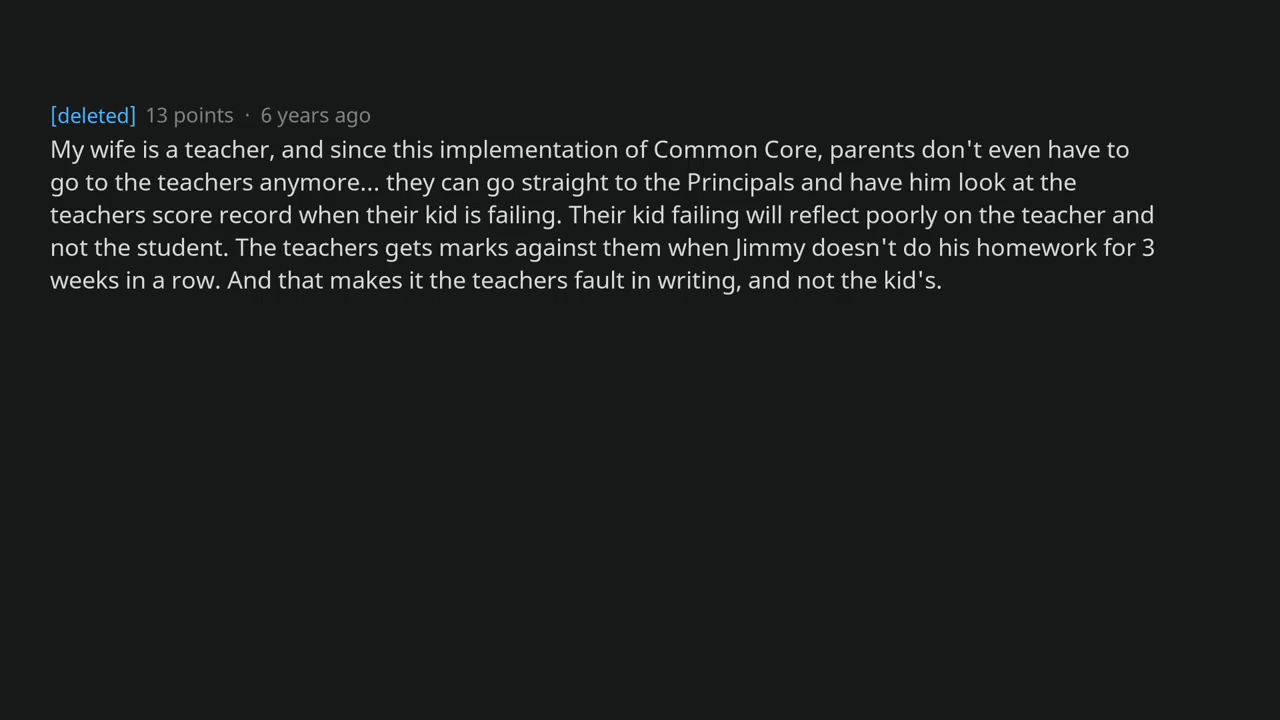 [deleted] 13 points · 6 years ago
My wife is a teacher, and since this implementation of Common Core, parents don't even have to
go to the teachers anymore... they can go straight to the Principals and have him look at the
teachers score record when their kid is failing. Their kid failing will reflect poorly on the teacher and
not the student. The teachers gets marks against them when Jimmy doesn't do his homework for 3
weeks in a row. And that makes it the teachers fault in writing, and not the kid's.